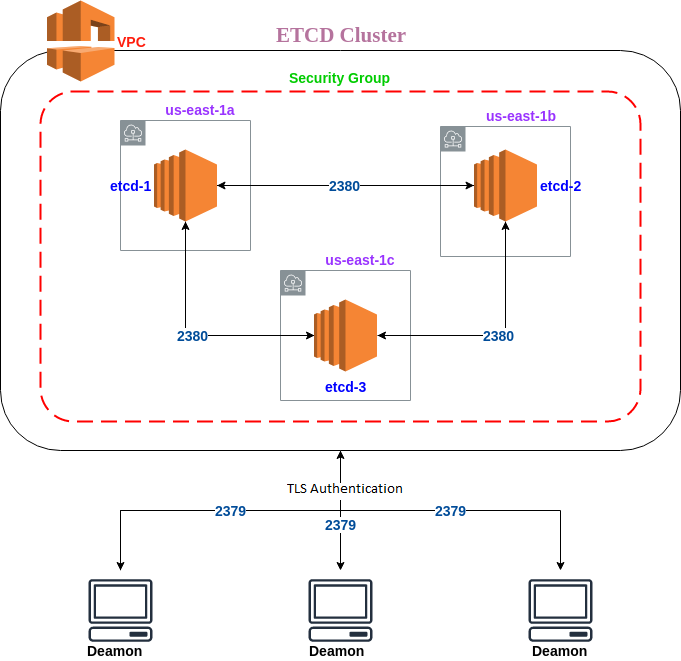 ETCD Cluster
VPC
Security Group
us-east-1a
us-east-1b
etcd-1
2380
etcd-2
us-east-1c
2380
2380
etcd-3
TLS Authentication
2379
2379
2379
Deamon
Deamon
Deamon